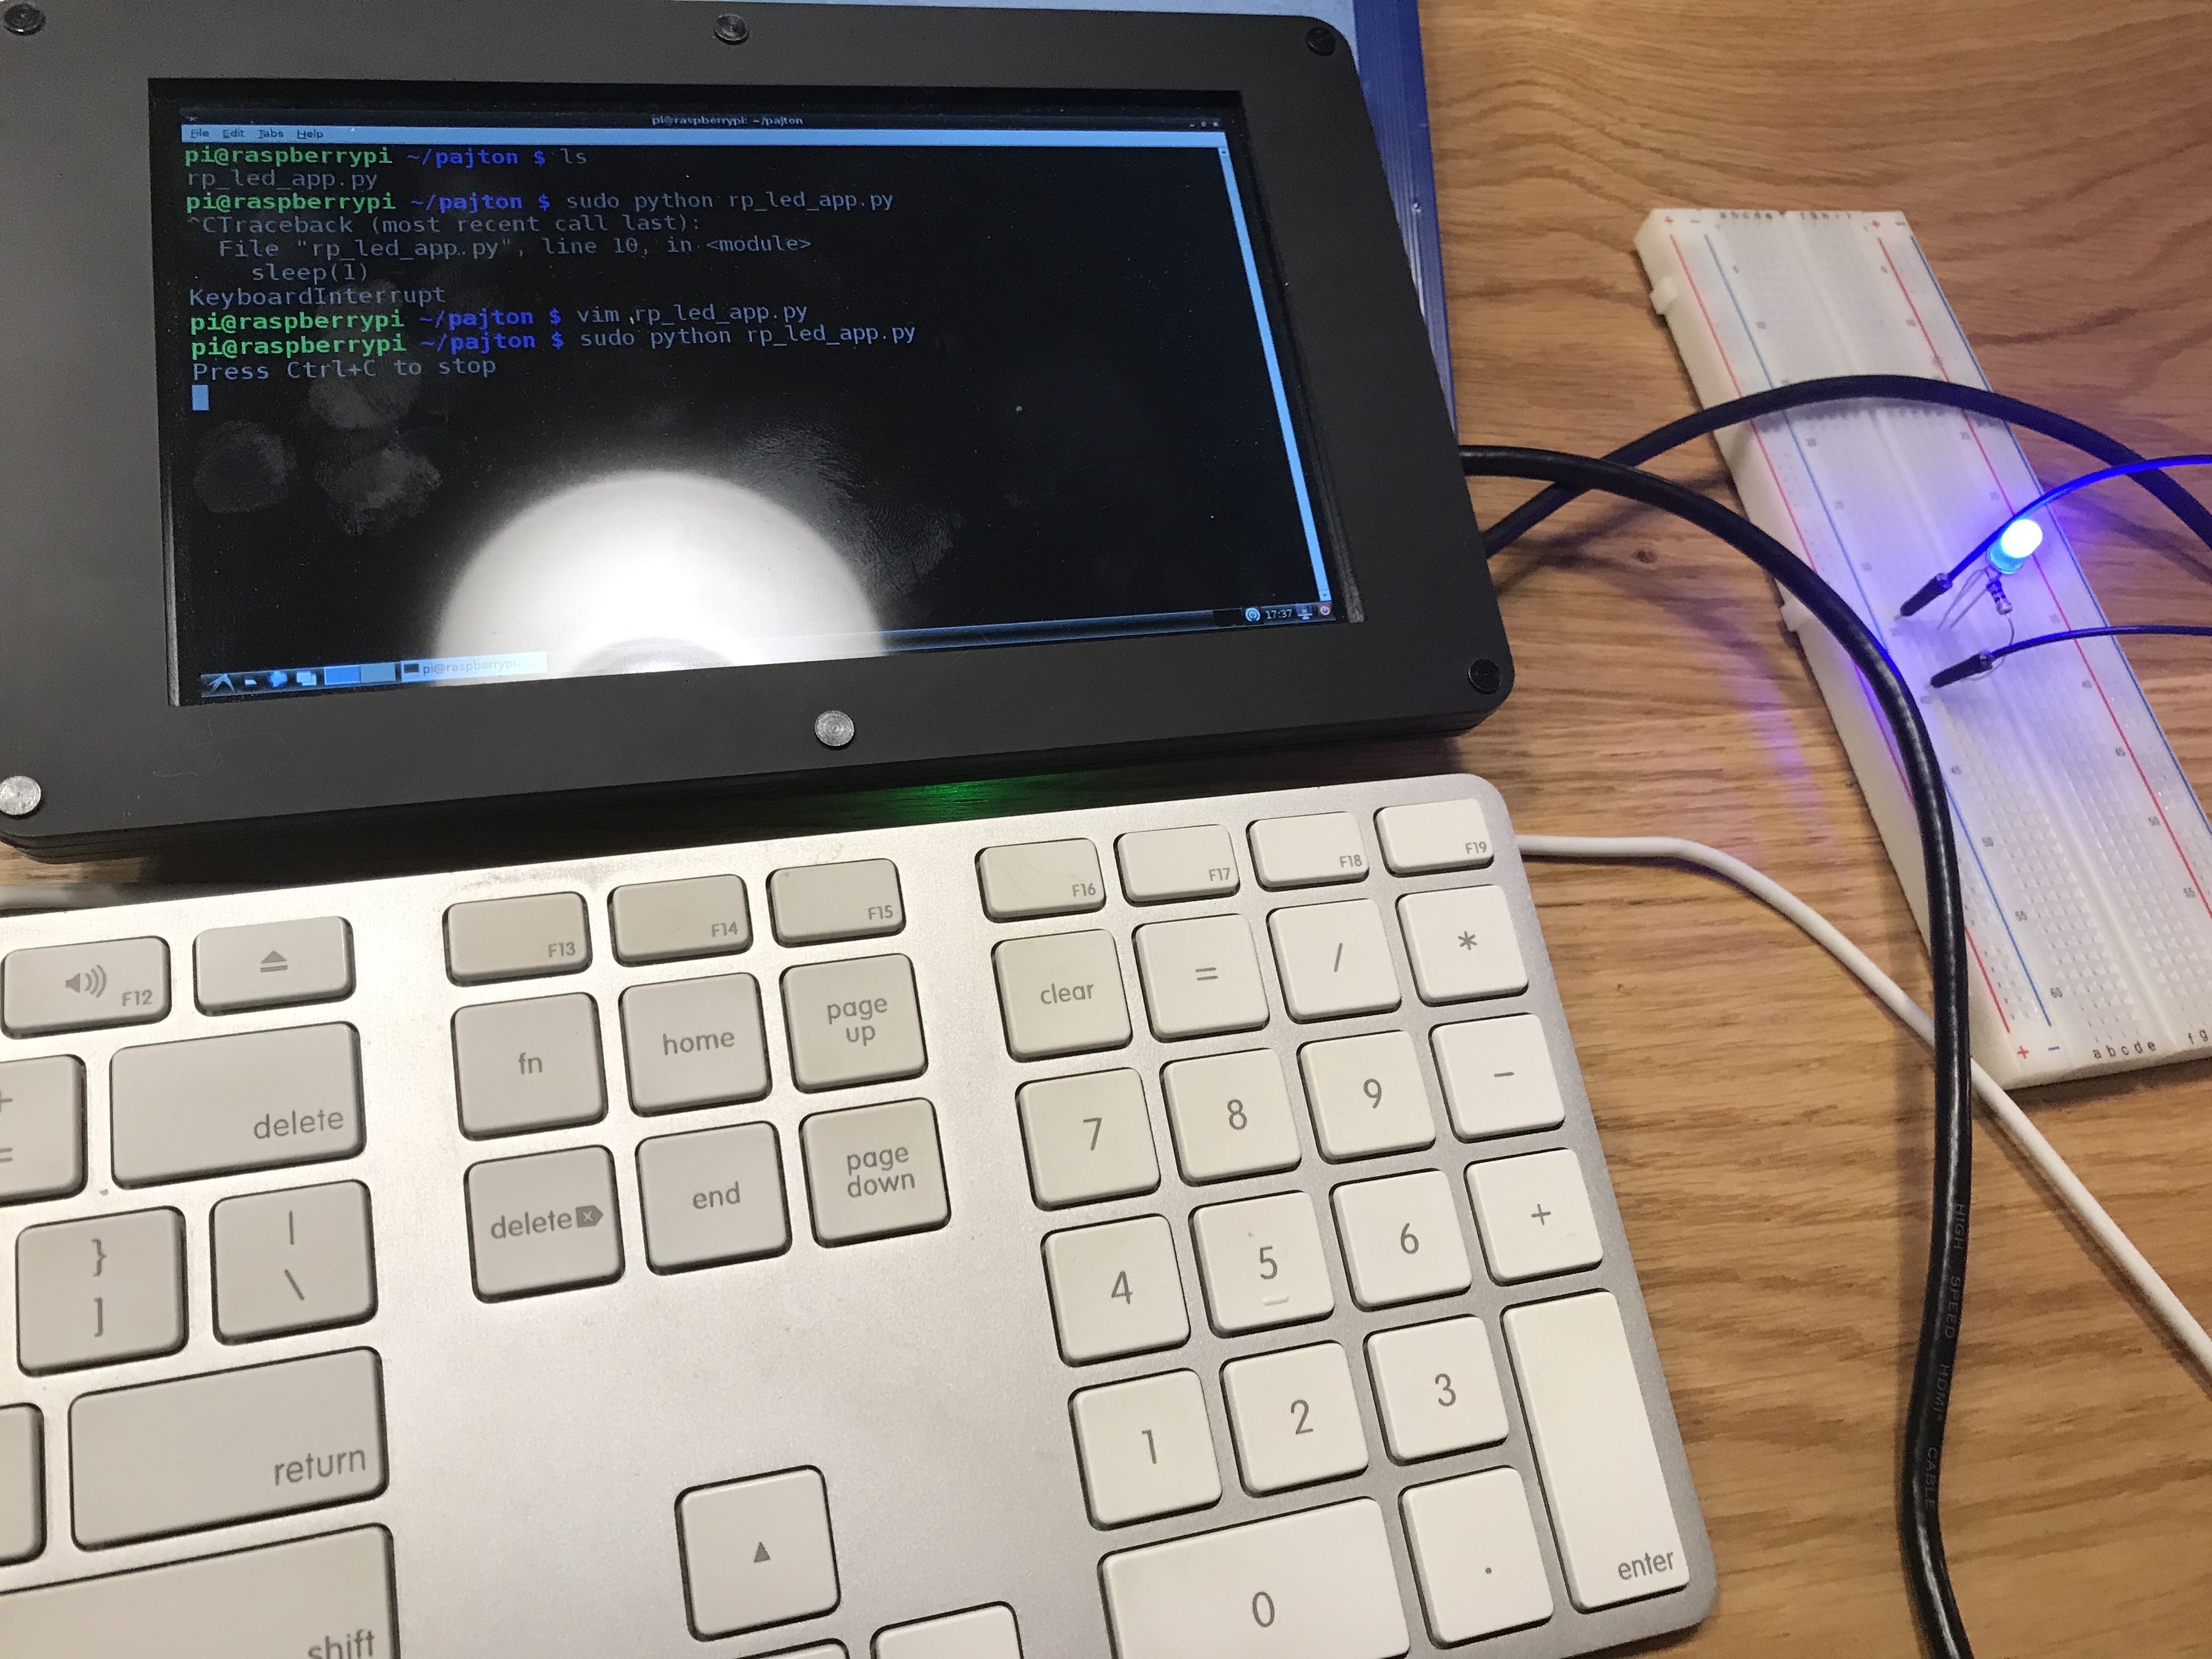 pi@raspberrypi: ~/pajton
File Edit Tabs Help
pi@raspberrypi ~/pajton $ ls
rp_led_app.py
pi@raspberrypi ~/pajton $ sudo python rp_led_app.py
^CTraceback (most recent call last):
  File "rp_led_app.py", line 10, in <module>
    sleep(1)
KeyboardInterrupt
pi@raspberrypi ~/pajton $ vim rp_led_app.py
pi@raspberrypi ~/pajton $ sudo python rp_led_app.py
Press Ctrl+C to stop
17:37
pi@raspberrypi:
F12
F13 F14 F15
F16 F17 F18 F19
fn home page up
clear = / *
delete
7 8 9 -
delete end page down
} ]
| \
4 5 6 +
return
1 2 3
enter
shift
0 .
+ -
a b c d e
f g
45
50
55
60
HIGH SPEED HDMI CABLE